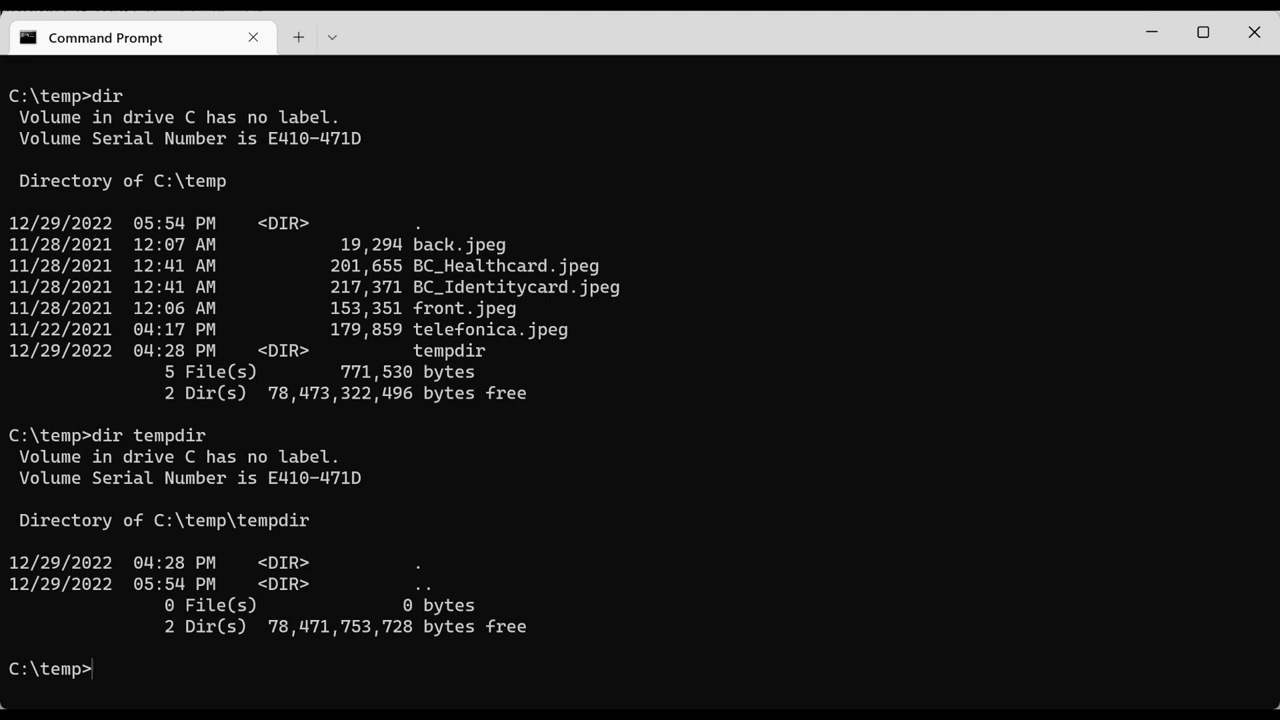 Command Prompt
C:\temp>dir
 Volume in drive C has no label.
 Volume Serial Number is E410-471D
 Directory of C:\temp
12/29/2022  05:54 PM    <DIR>          .
11/28/2021  12:07 AM            19,294 back.jpeg
11/28/2021  12:41 AM           201,655 BC_Healthcard.jpeg
11/28/2021  12:41 AM           217,371 BC_Identitycard.jpeg
11/28/2021  12:06 AM           153,351 front.jpeg
11/22/2021  04:17 PM           179,859 telefonica.jpeg
12/29/2022  04:28 PM    <DIR>          tempdir
               5 File(s)        771,530 bytes
               2 Dir(s)  78,473,322,496 bytes free
C:\temp>dir tempdir
 Volume in drive C has no label.
 Volume Serial Number is E410-471D
 Directory of C:\temp\tempdir
12/29/2022  04:28 PM    <DIR>          .
12/29/2022  05:54 PM    <DIR>          ..
               0 File(s)              0 bytes
               2 Dir(s)  78,471,753,728 bytes free
C:\temp>